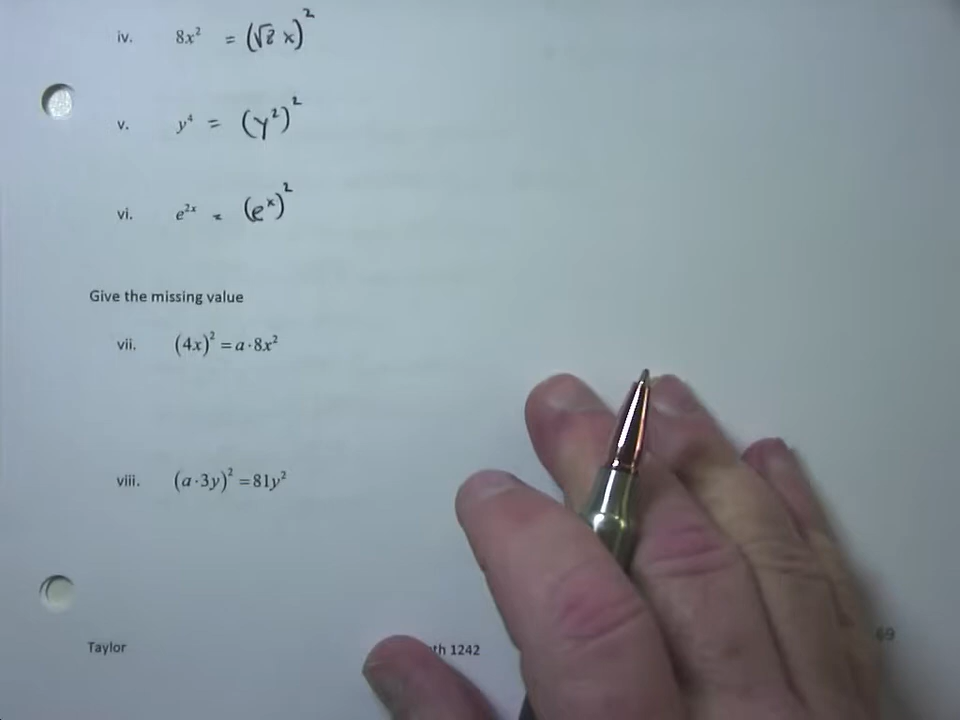 iv. 8x² = (√8 x)²
v. y⁴ = (y²)²
vi. e²ˣ = (eˣ)²
Give the missing value
vii. (4x)² = a·8x²
viii. (a·3y)² = 81y²
Taylor th 1242 69